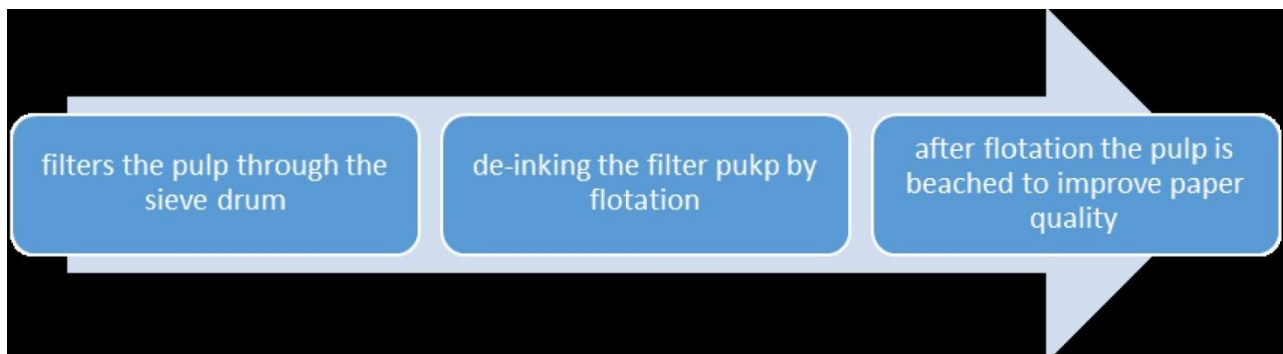 filters the pulp through the
sieve drum
de-inking the filter pukp by
flotation
after flotation the pulp is
beached to improve paper
quality